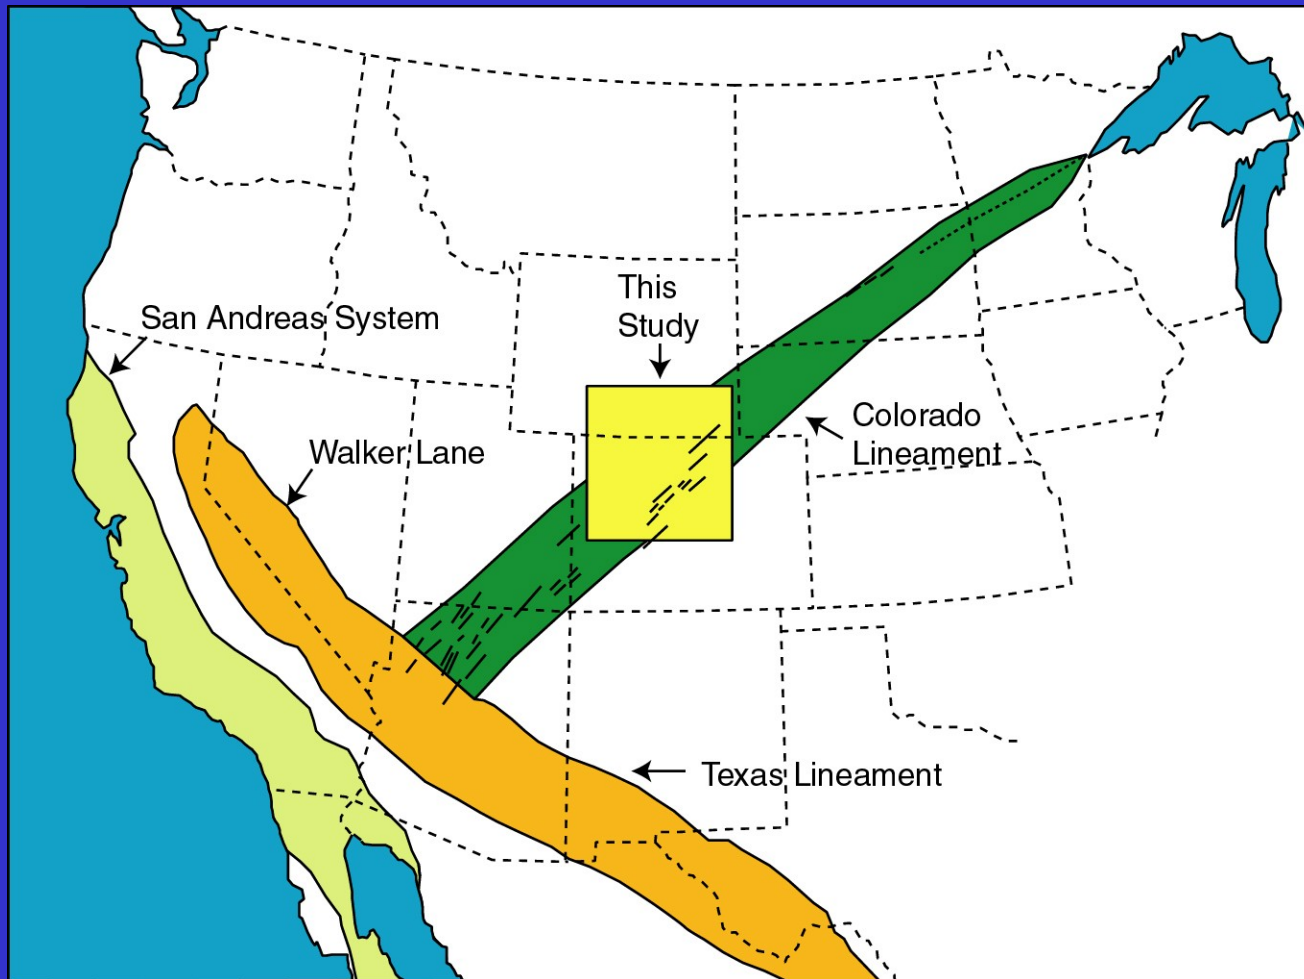 This
Study
San Andreas System
Colorado
Lineament
Walker Lane
Texas Lineament